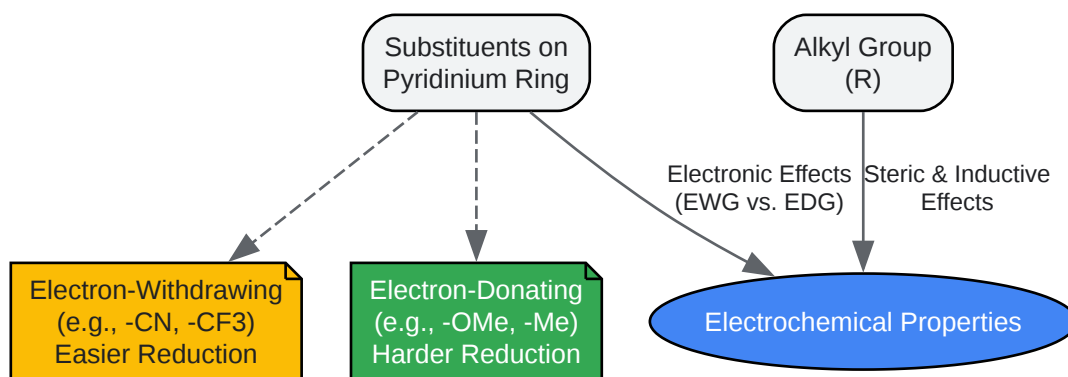 Substituents on
Pyridinium Ring
Alkyl Group
(R)
Electronic Effects
(EWG vs. EDG)
Steric & Inductive
Effects
Electron-Withdrawing
(e.g., -CN, -CF3)
Easier Reduction
Electron-Donating
(e.g., -OMe, -Me)
Harder Reduction
Electrochemical Properties